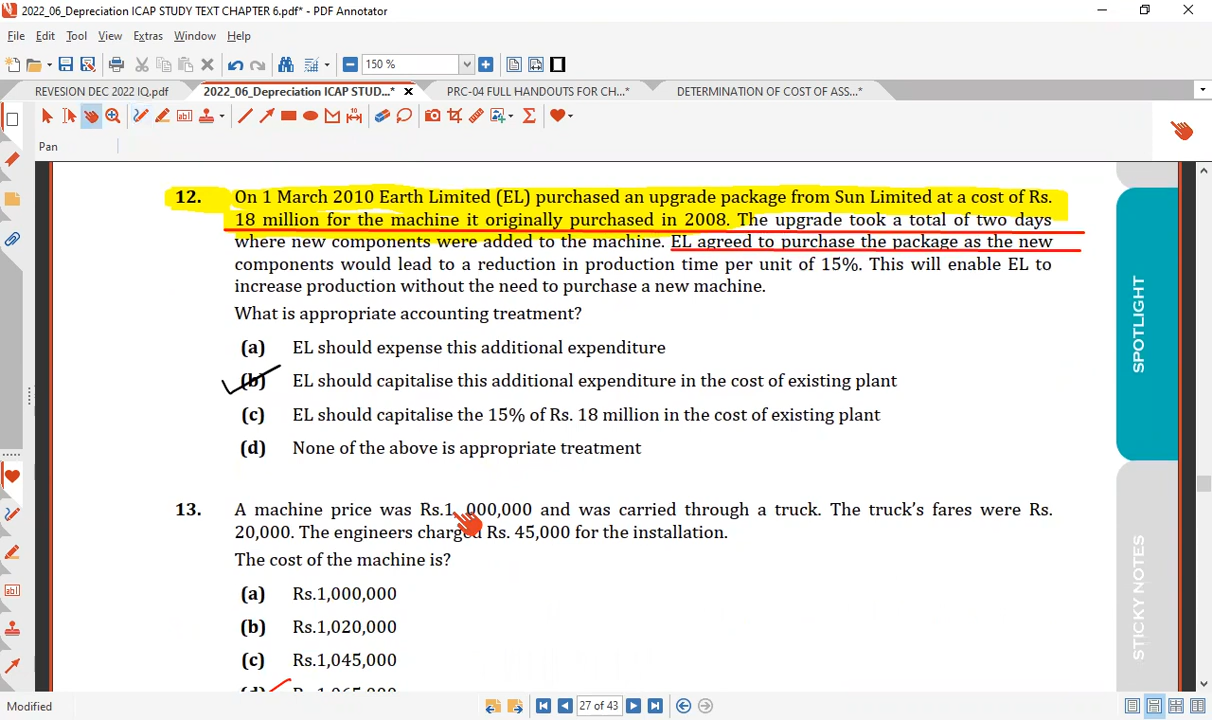 2022_06_Depreciation ICAP STUDY TEXT CHAPTER 6.pdf* - PDF Annotator
File Edit Tool View Extras Window Help
150 %
REVESION DEC 2022 IQ.pdf 2022_06_Depreciation ICAP STUD...* PRC-04 FULL HANDOUTS FOR CH...* DETERMINATION OF COST OF ASS...*
Pan
12. On 1 March 2010 Earth Limited (EL) purchased an upgrade package from Sun Limited at a cost of Rs.
18 million for the machine it originally purchased in 2008. The upgrade took a total of two days
where new components were added to the machine. EL agreed to purchase the package as the new
components would lead to a reduction in production time per unit of 15%. This will enable EL to
increase production without the need to purchase a new machine.
What is appropriate accounting treatment?
(a) EL should expense this additional expenditure
(b) EL should capitalise this additional expenditure in the cost of existing plant
(c) EL should capitalise the 15% of Rs. 18 million in the cost of existing plant
(d) None of the above is appropriate treatment
13. A machine price was Rs.1,000,000 and was carried through a truck. The truck's fares were Rs.
20,000. The engineers charged Rs. 45,000 for the installation.
The cost of the machine is?
(a) Rs.1,000,000
(b) Rs.1,020,000
(c) Rs.1,045,000
(d) Rs.1,065,000
SPOTLIGHT
STICKY NOTES
Modified
27 of 43